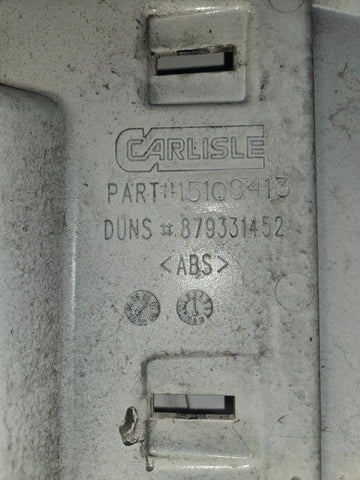 CARLISLE
PART#15108413
DUNS # 879331452
<ABS>